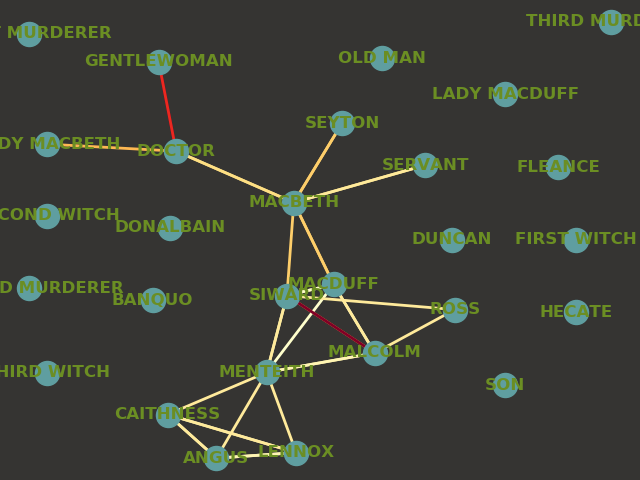 THIRD MURD
MURDERER
GENTLEWOMAN
OLD MAN
LADY MACDUFF
SEYTON
DY MACBETH
DOCTOR
SERVANT
FLEANCE
MACBETH
COND WITCH
DONALBAIN
DUNCAN
FIRST WITCH
D MURDERER
BANQUO
SIWARD
MACDUFF
ROSS
HECATE
MALCOLM
HIRD WITCH
MENTEITH
SON
CAITHNESS
ANGUS
LENNOX